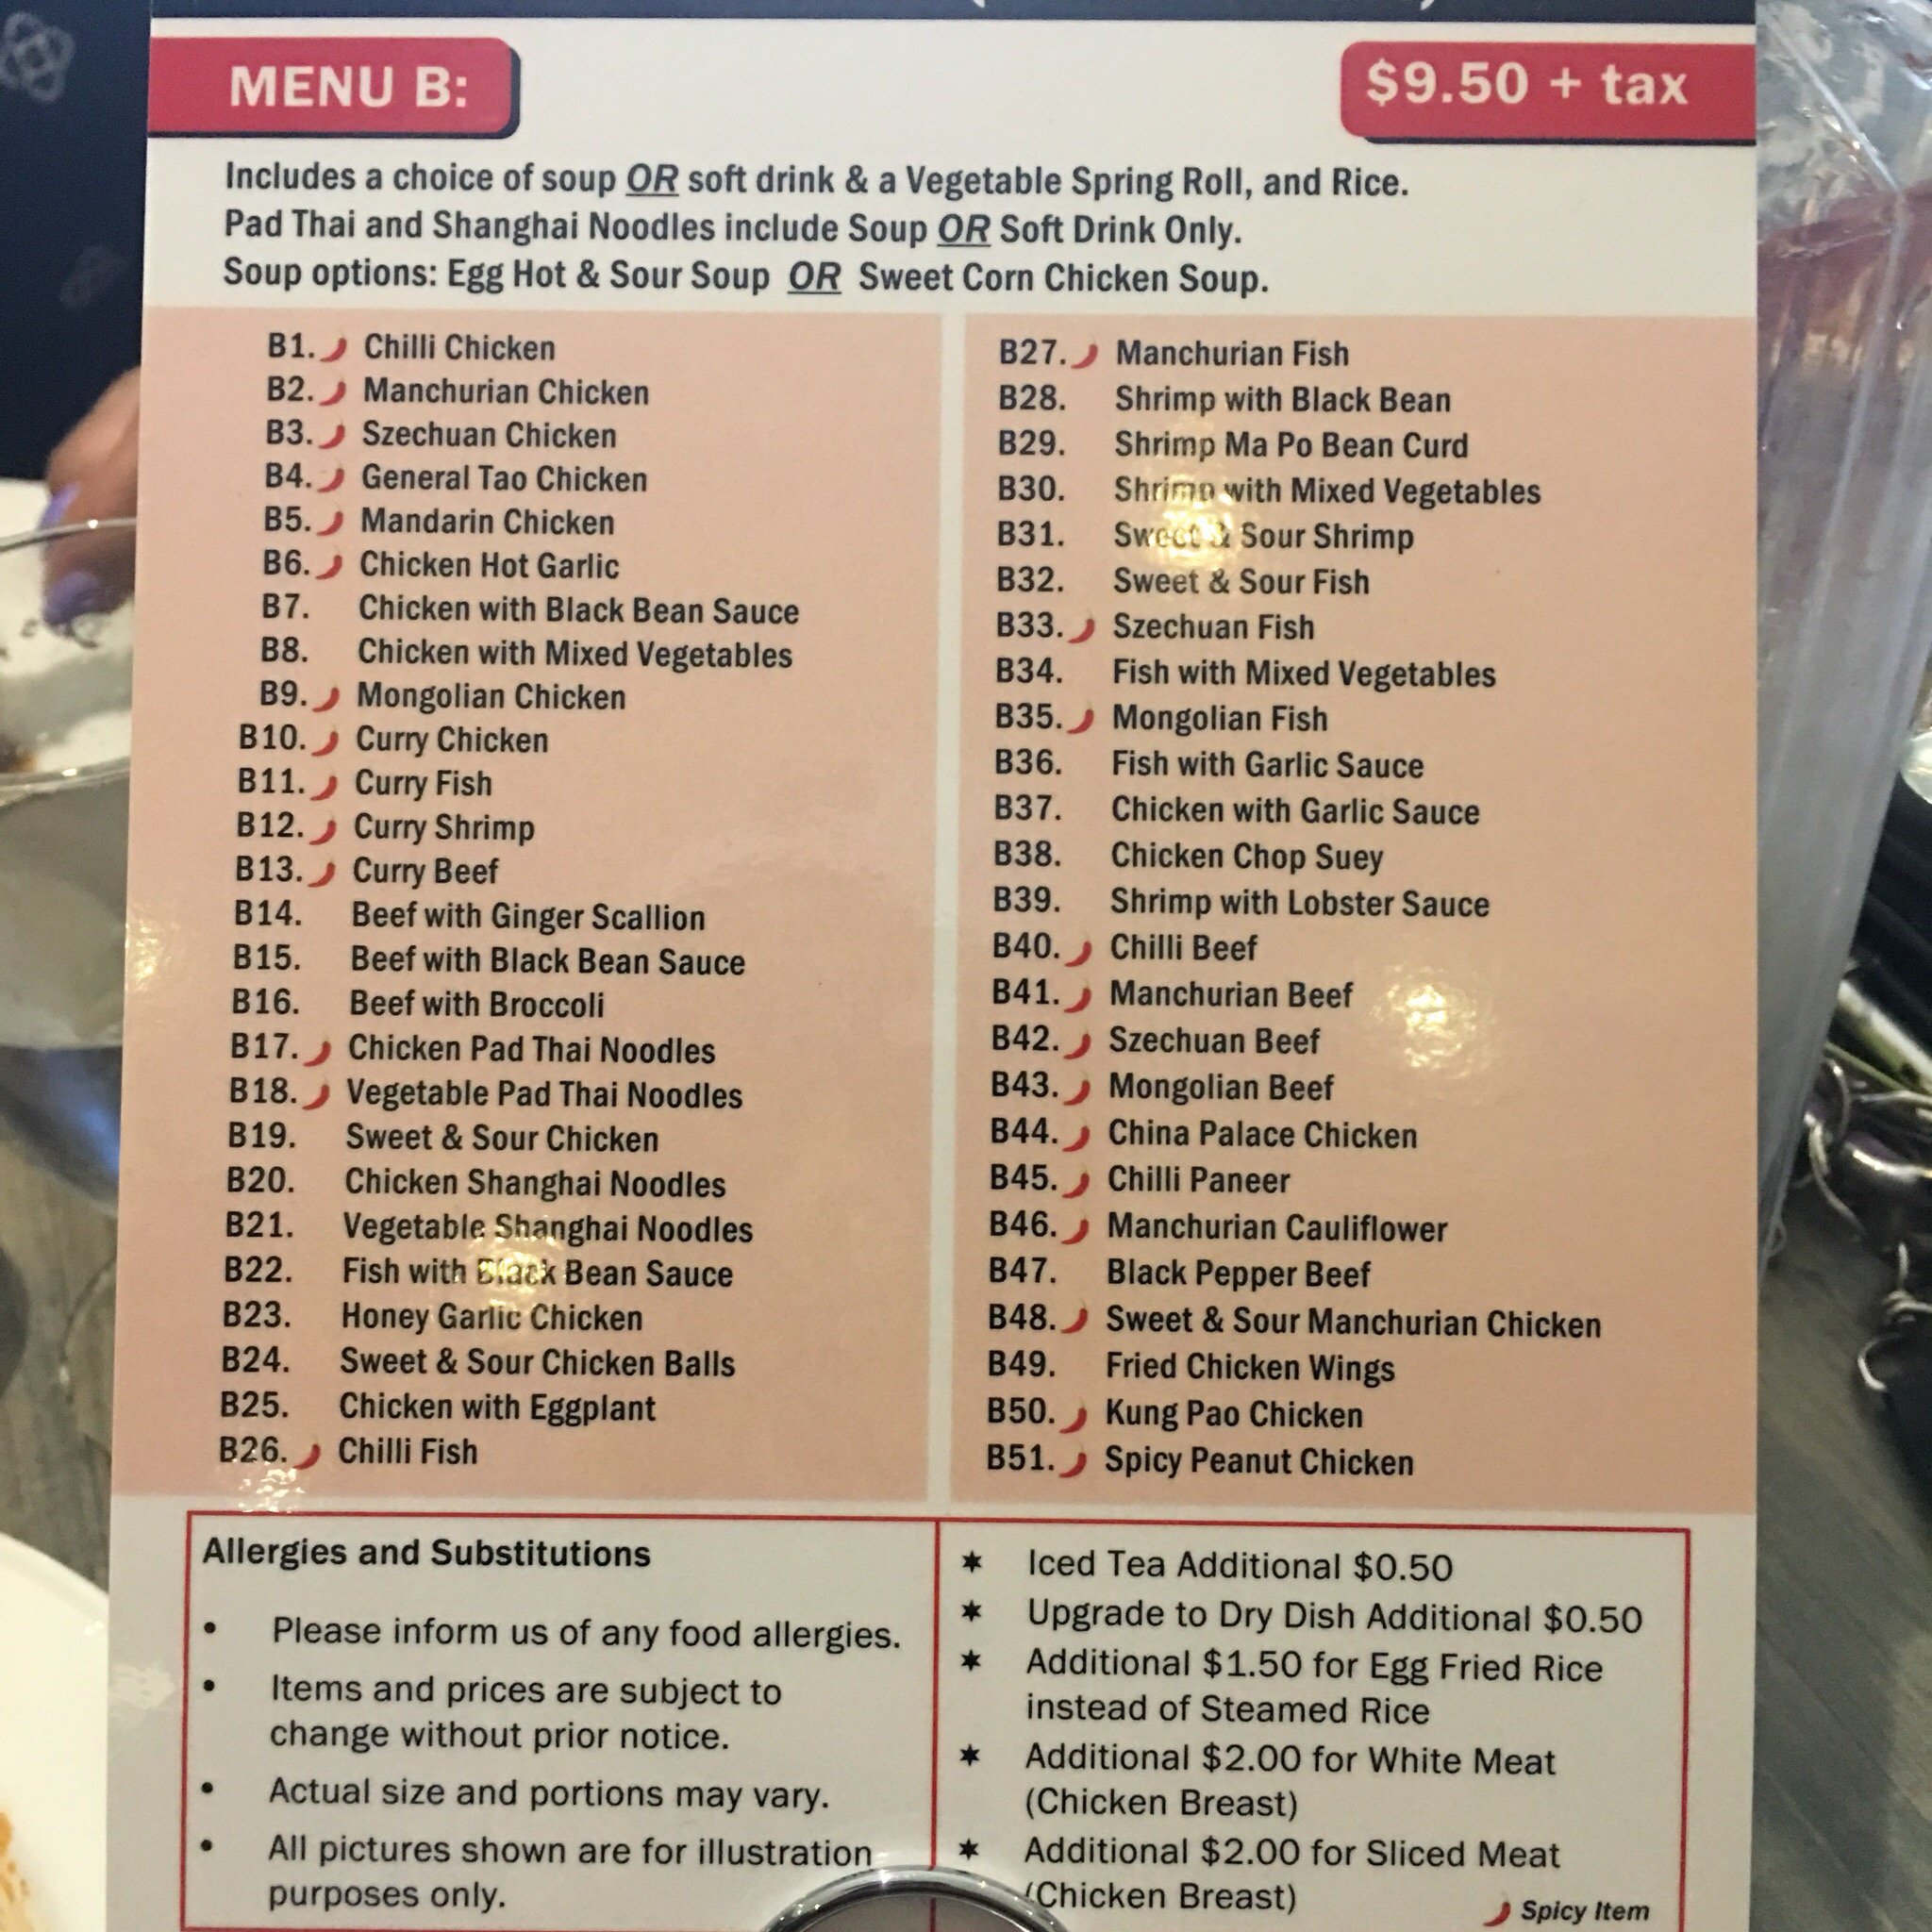 MENU B:
$9.50 + tax
Includes a choice of soup OR soft drink & a Vegetable Spring Roll, and Rice.
Pad Thai and Shanghai Noodles include Soup OR Soft Drink Only.
Soup options: Egg Hot & Sour Soup OR Sweet Corn Chicken Soup.
B1. Chilli Chicken
B2. Manchurian Chicken
B3. Szechuan Chicken
B4. General Tao Chicken
B5. Mandarin Chicken
B6. Chicken Hot Garlic
B7. Chicken with Black Bean Sauce
B8. Chicken with Mixed Vegetables
B9. Mongolian Chicken
B10. Curry Chicken
B11. Curry Fish
B12. Curry Shrimp
B13. Curry Beef
B14. Beef with Ginger Scallion
B15. Beef with Black Bean Sauce
B16. Beef with Broccoli
B17. Chicken Pad Thai Noodles
B18. Vegetable Pad Thai Noodles
B19. Sweet & Sour Chicken
B20. Chicken Shanghai Noodles
B21. Vegetable Shanghai Noodles
B22. Fish with Black Bean Sauce
B23. Honey Garlic Chicken
B24. Sweet & Sour Chicken Balls
B25. Chicken with Eggplant
B26. Chilli Fish
B27. Manchurian Fish
B28. Shrimp with Black Bean
B29. Shrimp Ma Po Bean Curd
B30. Shrimp with Mixed Vegetables
B31. Sweet & Sour Shrimp
B32. Sweet & Sour Fish
B33. Szechuan Fish
B34. Fish with Mixed Vegetables
B35. Mongolian Fish
B36. Fish with Garlic Sauce
B37. Chicken with Garlic Sauce
B38. Chicken Chop Suey
B39. Shrimp with Lobster Sauce
B40. Chilli Beef
B41. Manchurian Beef
B42. Szechuan Beef
B43. Mongolian Beef
B44. China Palace Chicken
B45. Chilli Paneer
B46. Manchurian Cauliflower
B47. Black Pepper Beef
B48. Sweet & Sour Manchurian Chicken
B49. Fried Chicken Wings
B50. Kung Pao Chicken
B51. Spicy Peanut Chicken
Allergies and Substitutions
• Please inform us of any food allergies.
• Items and prices are subject to
change without prior notice.
• Actual size and portions may vary.
• All pictures shown are for illustration
purposes only.
✶ Iced Tea Additional $0.50
✶ Upgrade to Dry Dish Additional $0.50
✶ Additional $1.50 for Egg Fried Rice
instead of Steamed Rice
✶ Additional $2.00 for White Meat
(Chicken Breast)
✶ Additional $2.00 for Sliced Meat
(Chicken Breast)
Spicy Item